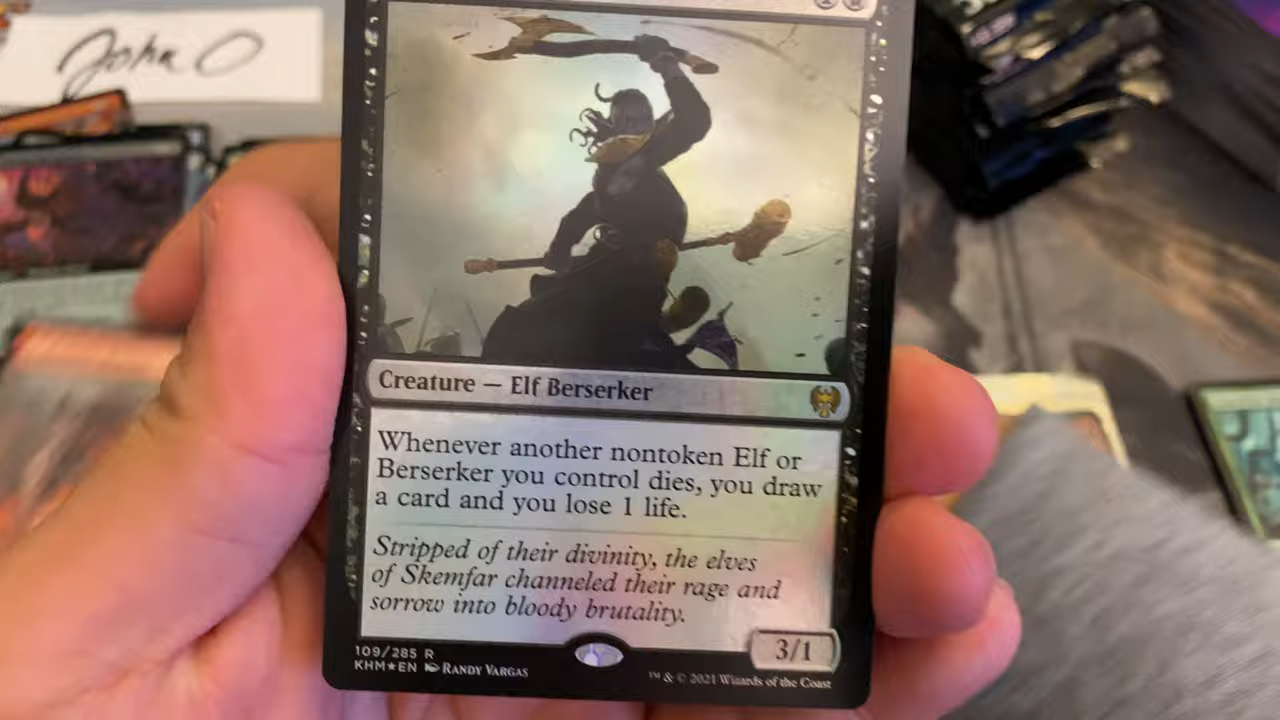 John O
Creature — Elf Berserker
Whenever another nontoken Elf or
Berserker you control dies, you draw
a card and you lose 1 life.
Stripped of their divinity, the elves
of Skemfar channeled their rage and
sorrow into bloody brutality.
3/1
109/285 R
KHM★EN Randy Vargas
™ & © 2021 Wizards of the Coast